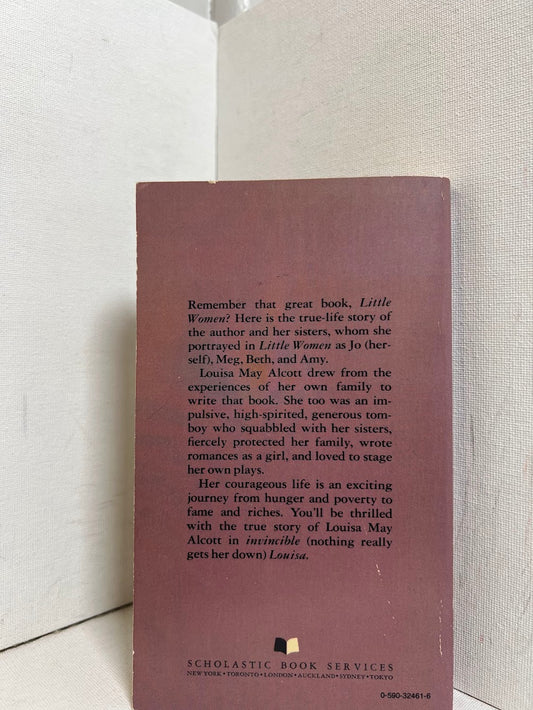 Remember that great book, Little
Women? Here is the true-life story of
the author and her sisters, whom she
portrayed in Little Women as Jo (her-
self), Meg, Beth, and Amy.
Louisa May Alcott drew from the
experiences of her own family to
write that book. She too was an im-
pulsive, high-spirited, generous tom-
boy who squabbled with her sisters,
fiercely protected her family, wrote
romances as a girl, and loved to stage
her own plays.
Her courageous life is an exciting
journey from hunger and poverty to
fame and riches. You'll be thrilled
with the true story of Louisa May
Alcott in invincible (nothing really
gets her down) Louisa.
SCHOLASTIC BOOK SERVICES
NEW YORK • TORONTO • LONDON • AUCKLAND • SYDNEY • TOKYO
0-590-32461-6